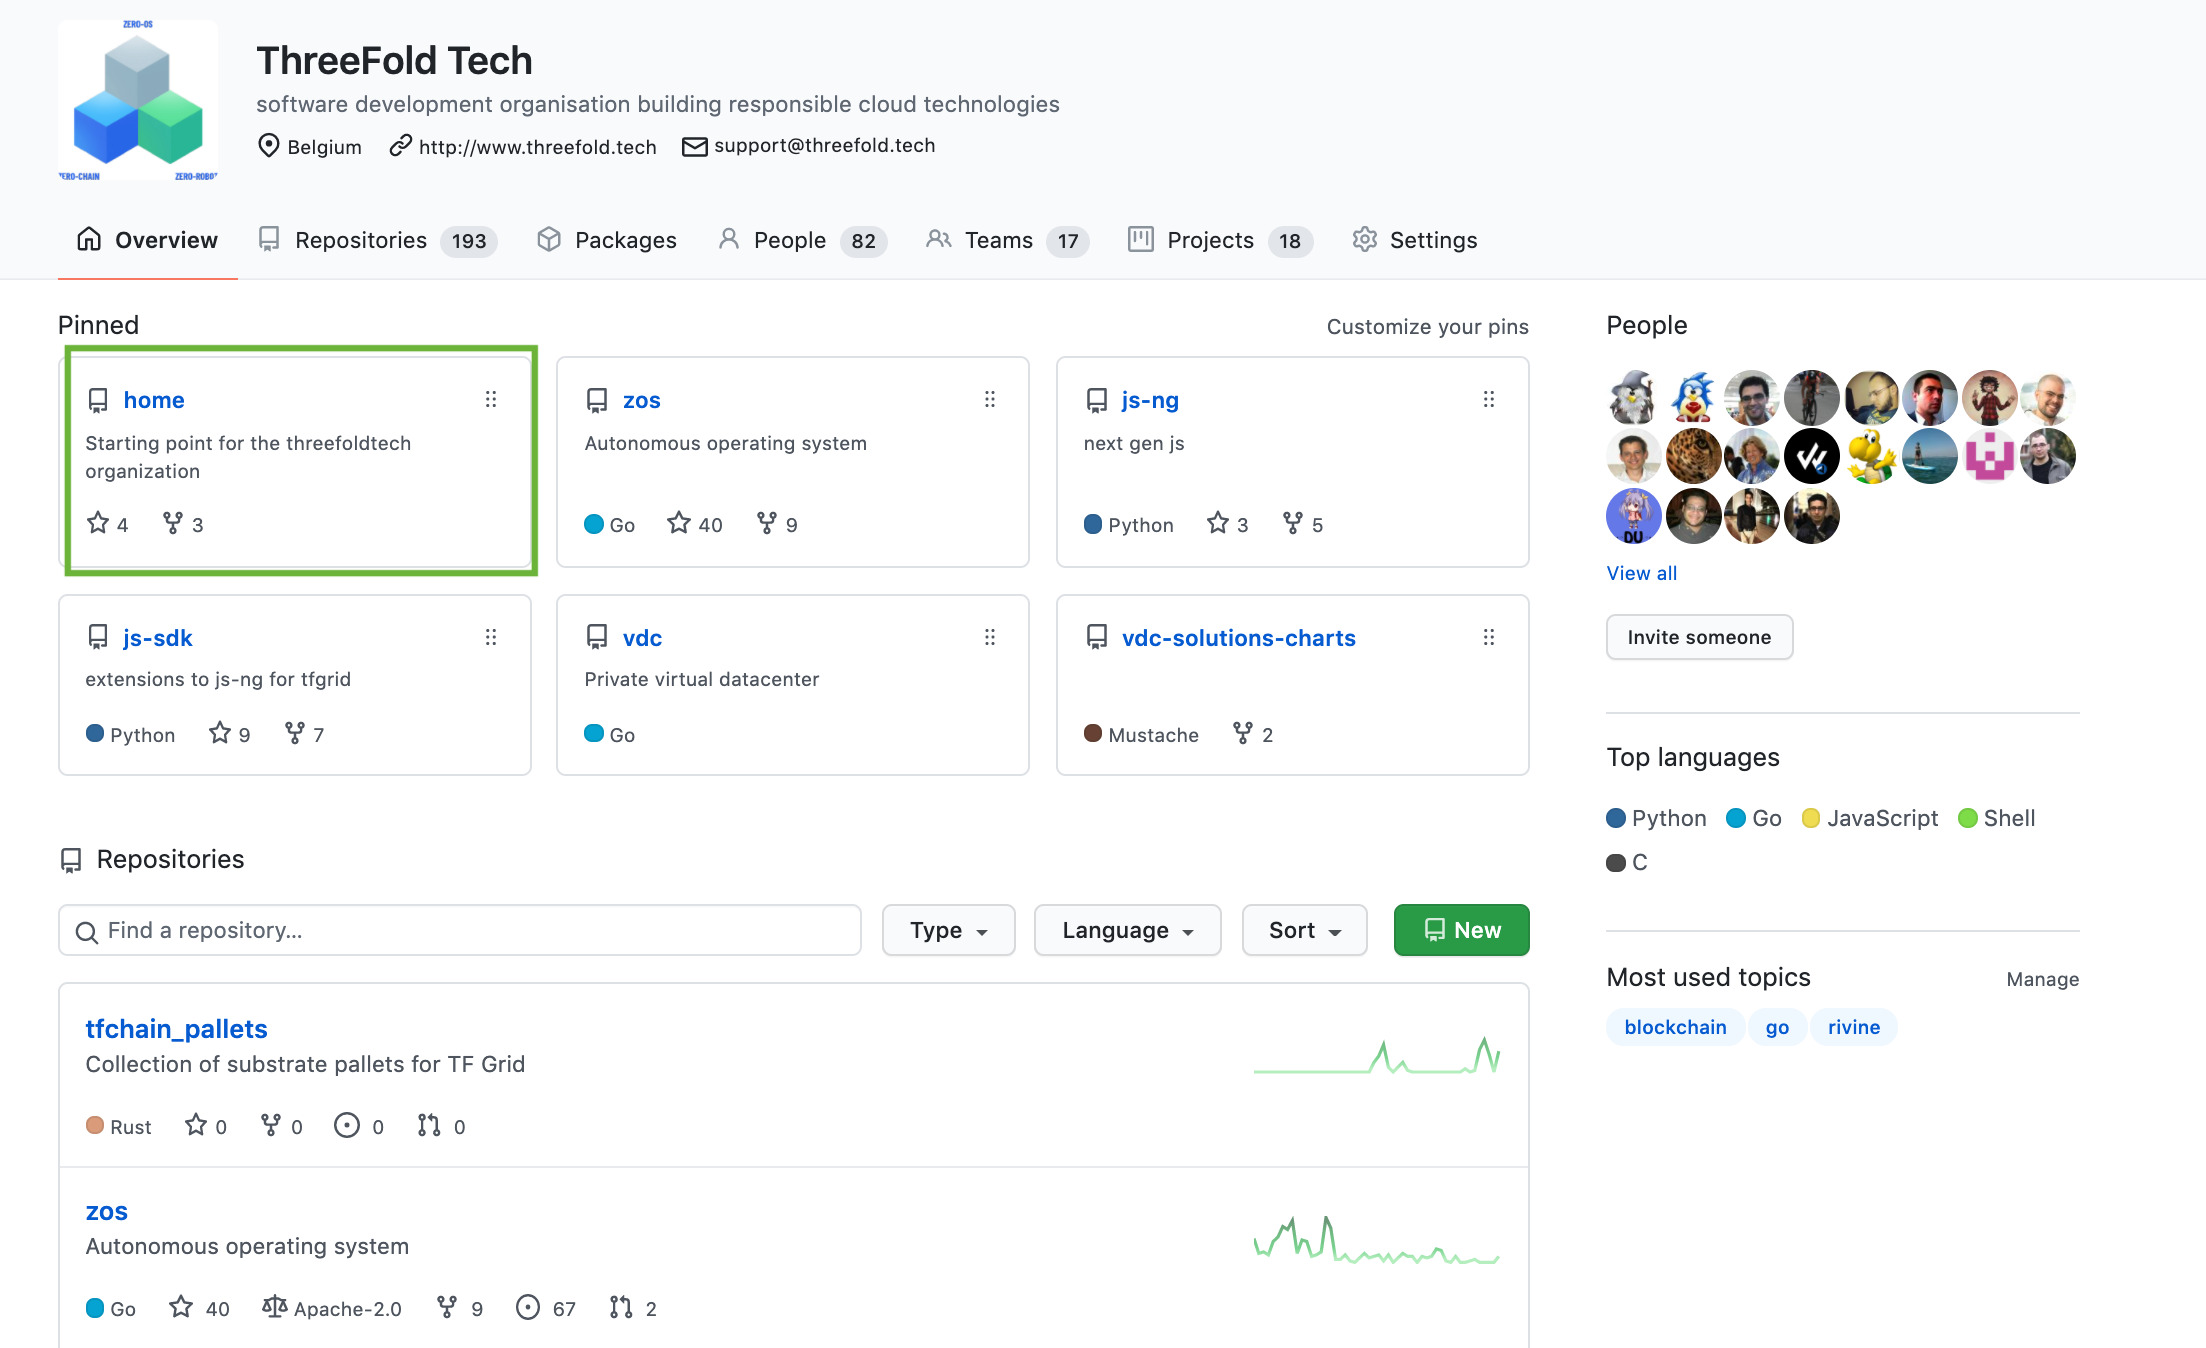 ZERO-OS
ZERO-CHAIN
ZERO-ROBOT
ThreeFold Tech
software development organisation building responsible cloud technologies
Belgium http://www.threefold.tech support@threefold.tech
Overview Repositories 193 Packages People 82 Teams 17 Projects 18 Settings
Pinned
Customize your pins
home
Starting point for the threefoldtech
organization
4 3
zos
Autonomous operating system
Go 40 9
js-ng
next gen js
Python 3 5
js-sdk
extensions to js-ng for tfgrid
Python 9 7
vdc
Private virtual datacenter
Go
vdc-solutions-charts
Mustache 2
Repositories
Find a repository...
Type Language Sort New
tfchain_pallets
Collection of substrate pallets for TF Grid
Rust 0 0 0 0
zos
Autonomous operating system
Go 40 Apache-2.0 9 67 2
People
DU
View all
Invite someone
Top languages
Python Go JavaScript Shell
C
Most used topics
Manage
blockchain go rivine